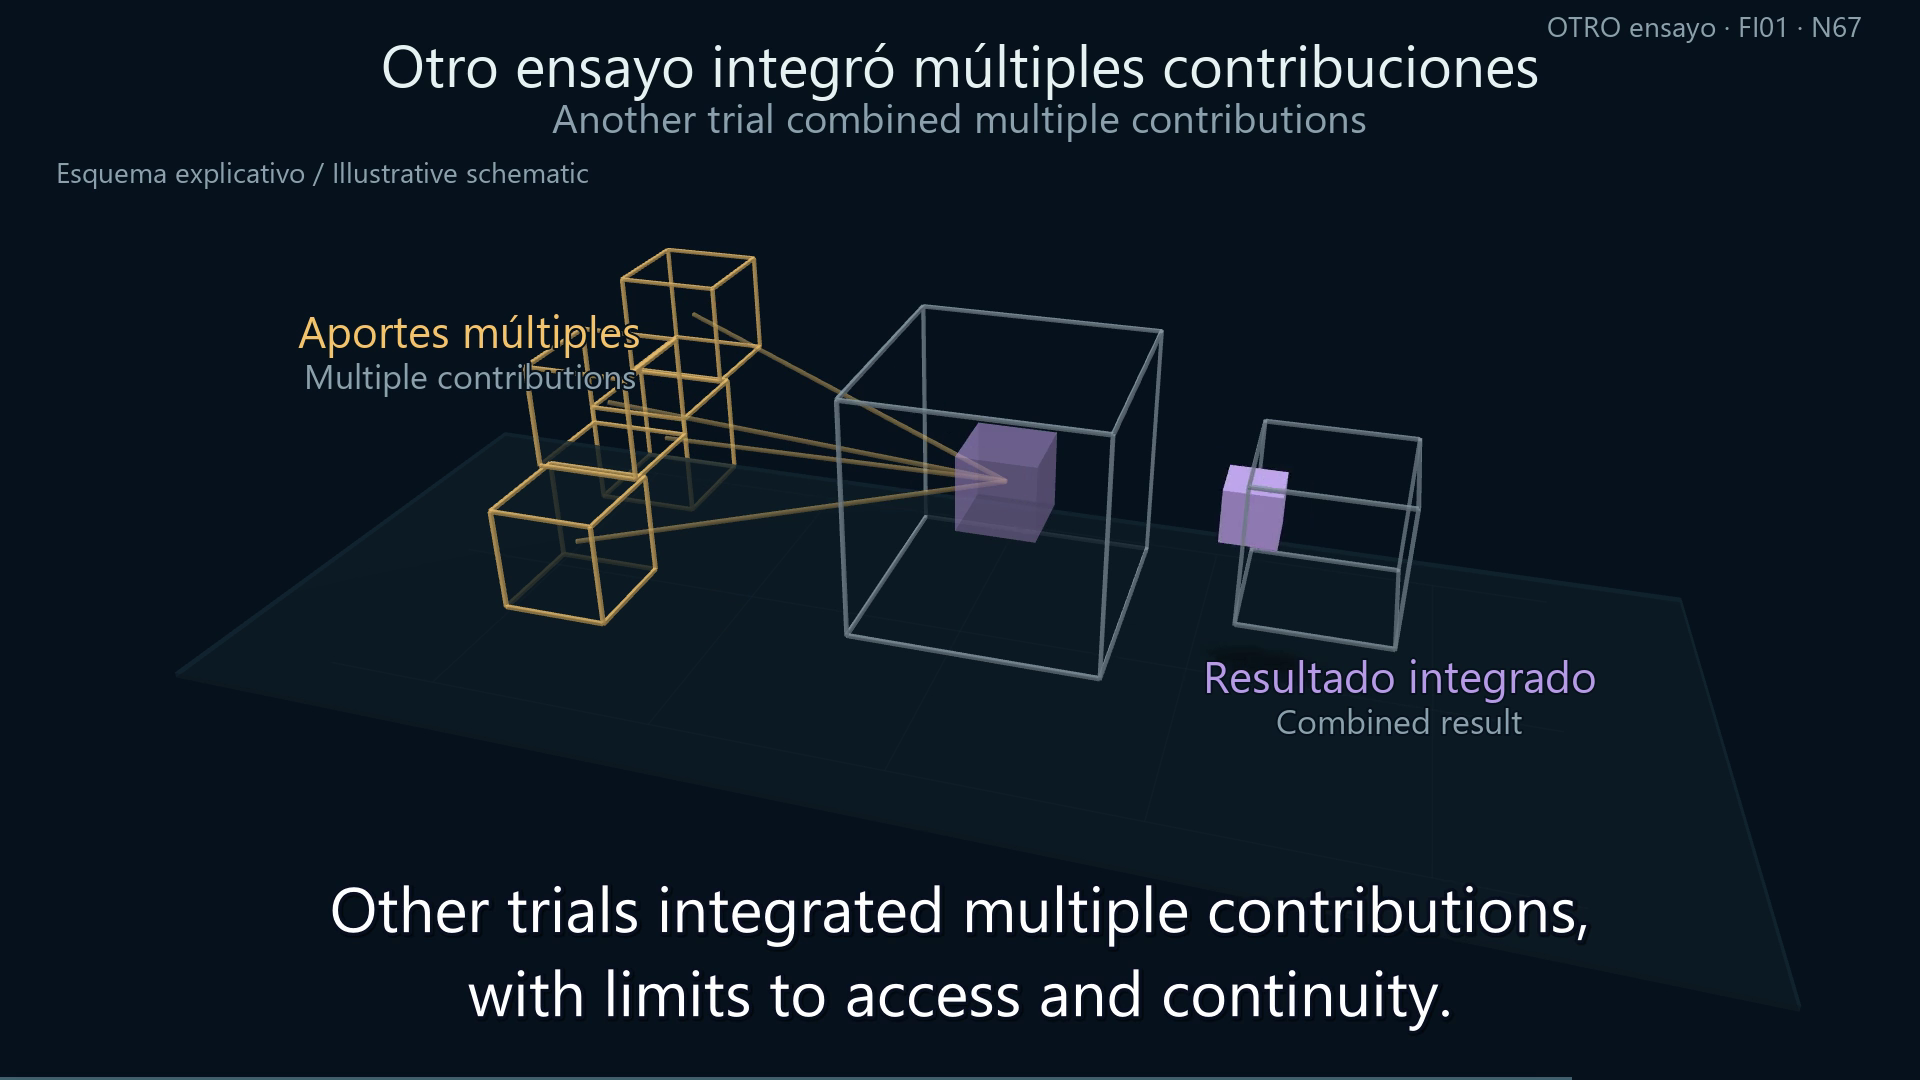 OTRO ensayo · FI01 · N67
Otro ensayo integró múltiples contribuciones
Another trial combined multiple contributions
Esquema explicativo / Illustrative schematic
Aportes múltiples
Multiple contributions
Resultado integrado
Combined result
Other trials integrated multiple contributions,
with limits to access and continuity.